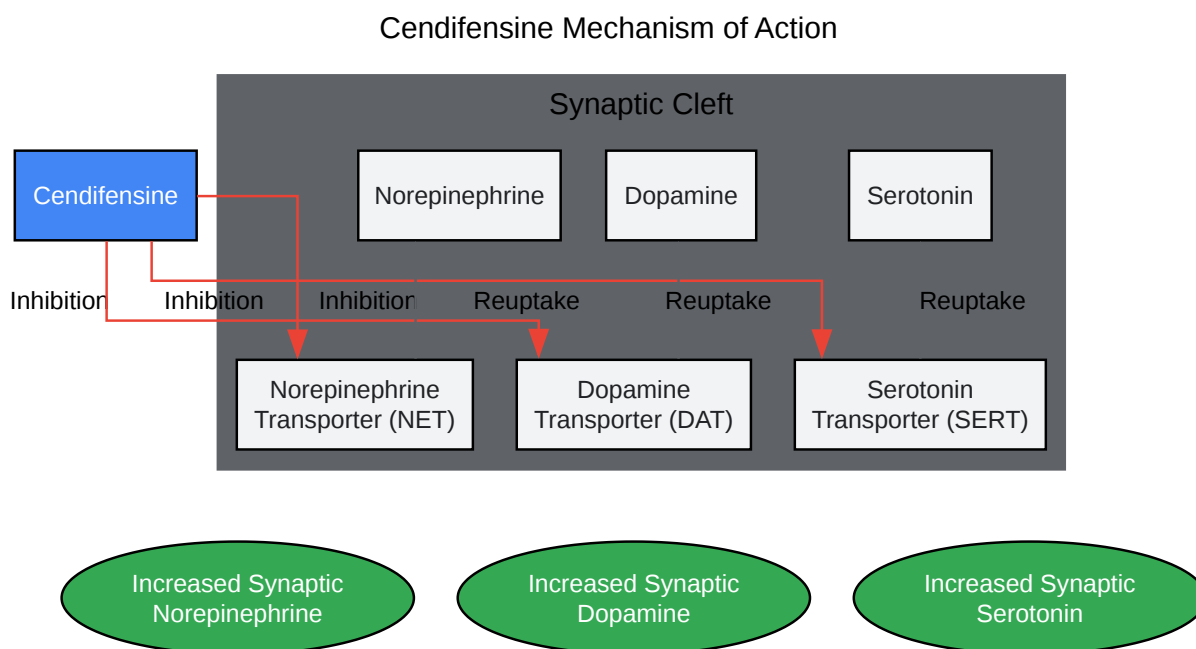 Cendifensine Mechanism of Action
Synaptic Cleft
Cendifensine
Norepinephrine
Dopamine
Serotonin
Inhibition
Inhibition
Inhibition
Reuptake
Reuptake
Reuptake
Norepinephrine
Transporter (NET)
Dopamine
Transporter (DAT)
Serotonin
Transporter (SERT)
Increased Synaptic
Norepinephrine
Increased Synaptic
Dopamine
Increased Synaptic
Serotonin